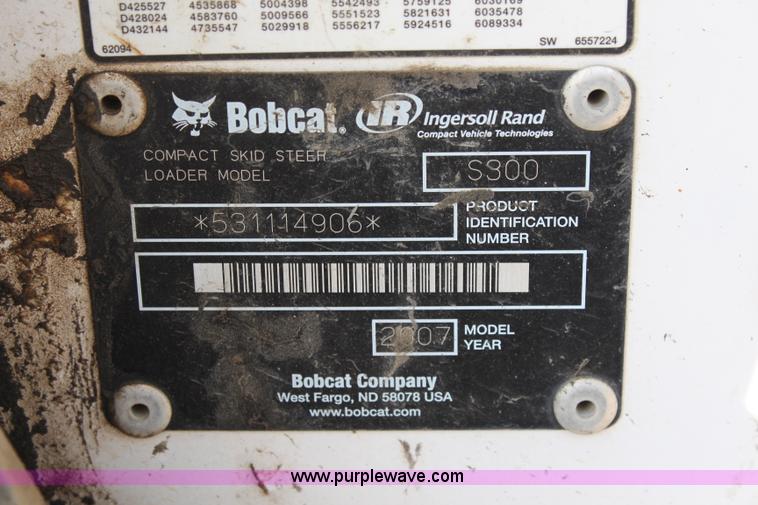 D425527 4535868 5004398 5542493 5759125 6030169
D428024 4583760 5009566 5551523 5821631 6035478
D432144 4735547 5029918 5556217 5924516 6089334
62094 SW 6557224
Bobcat. IR Ingersoll Rand
Compact Vehicle Technologies
COMPACT SKID STEER
LOADER MODEL
S300
*531114906*
PRODUCT
IDENTIFICATION
NUMBER
2007
MODEL
YEAR
Bobcat Company
West Fargo, ND 58078 USA
www.bobcat.com
www.purplewave.com